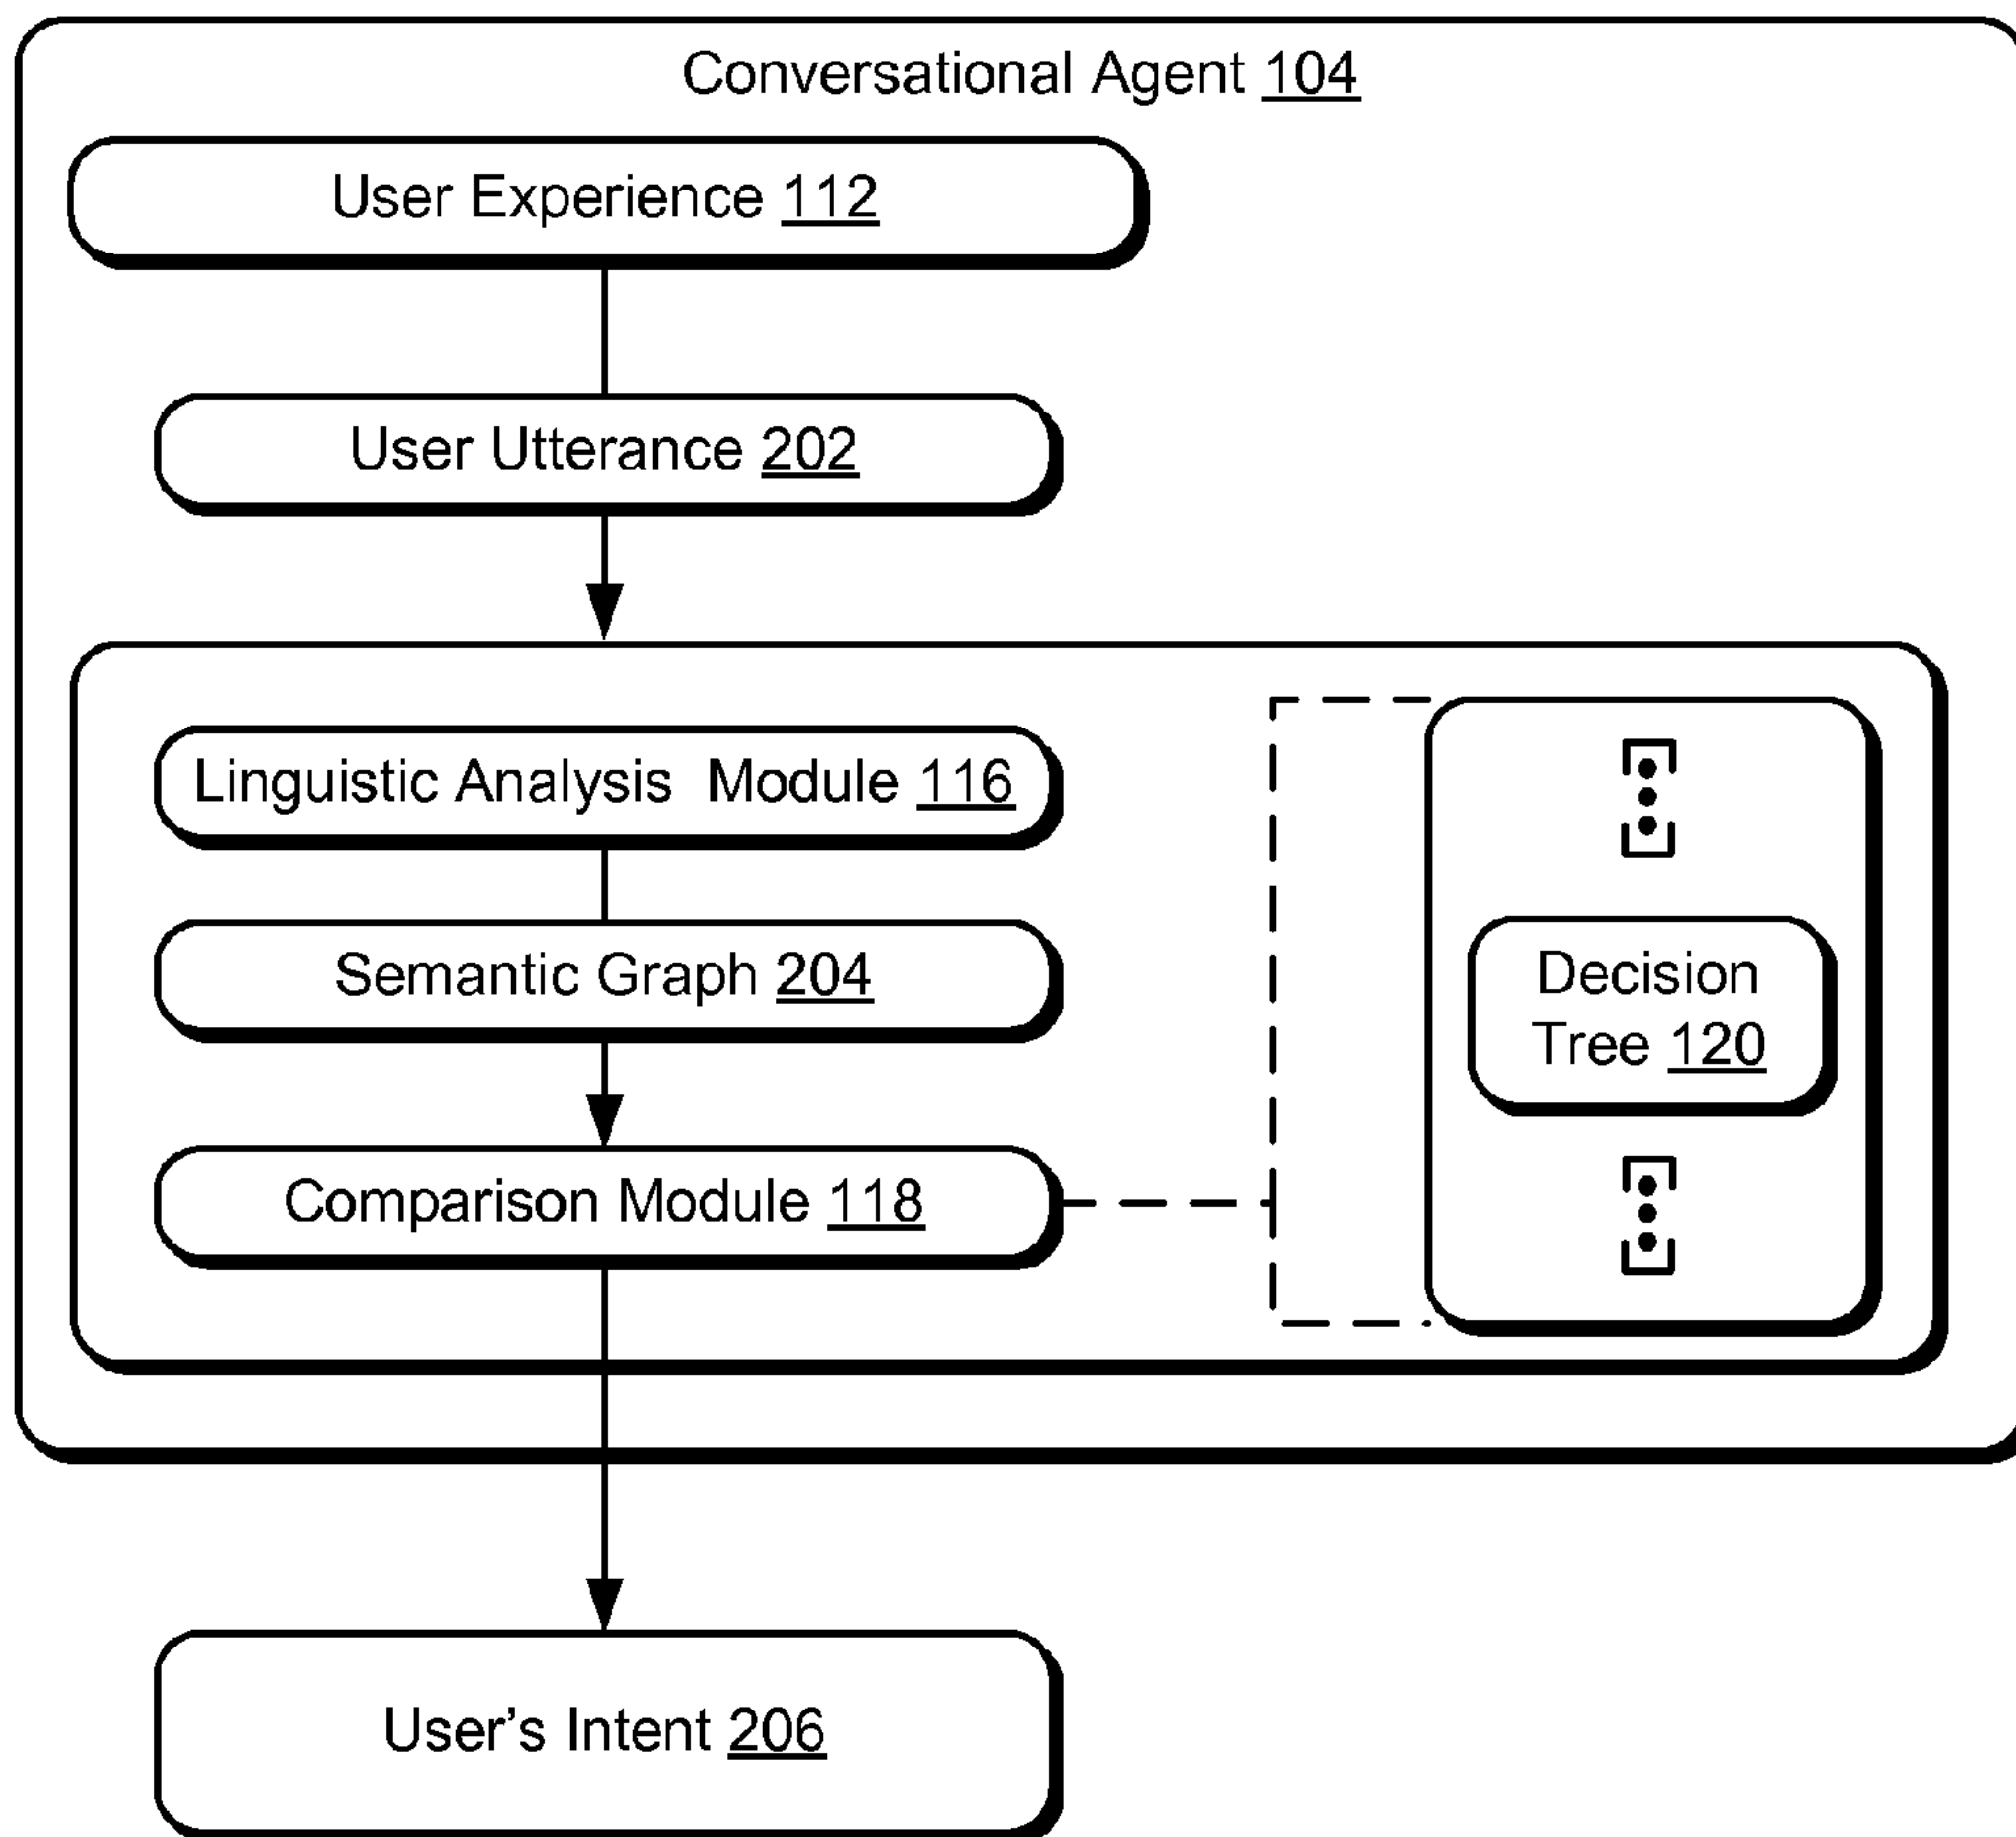 Conversational Agent 104
User Experience 112
User Utterance 202
Linguistic Analysis Module 116
Semantic Graph 204
Decision
Tree 120
Comparison Module 118
User's Intent 206